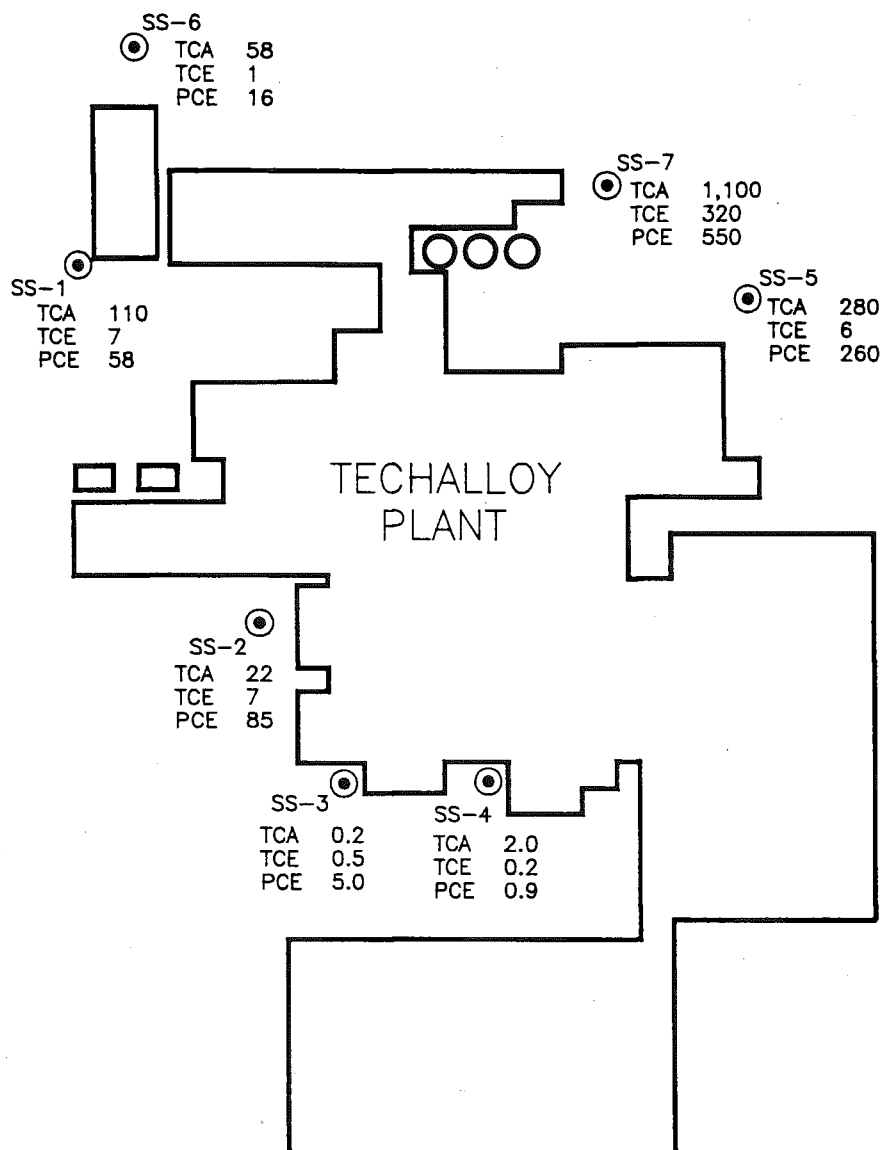 SS-6
TCA 58
TCE 1
PCE 16
SS-7
TCA 1,100
TCE 320
PCE 550
SS-1
TCA 110
TCE 7
PCE 58
SS-5
TCA 280
TCE 6
PCE 260
TECHALLOY
PLANT
SS-2
TCA 22
TCE 7
PCE 85
SS-3
TCA 0.2
TCE 0.5
PCE 5.0
SS-4
TCA 2.0
TCE 0.2
PCE 0.9